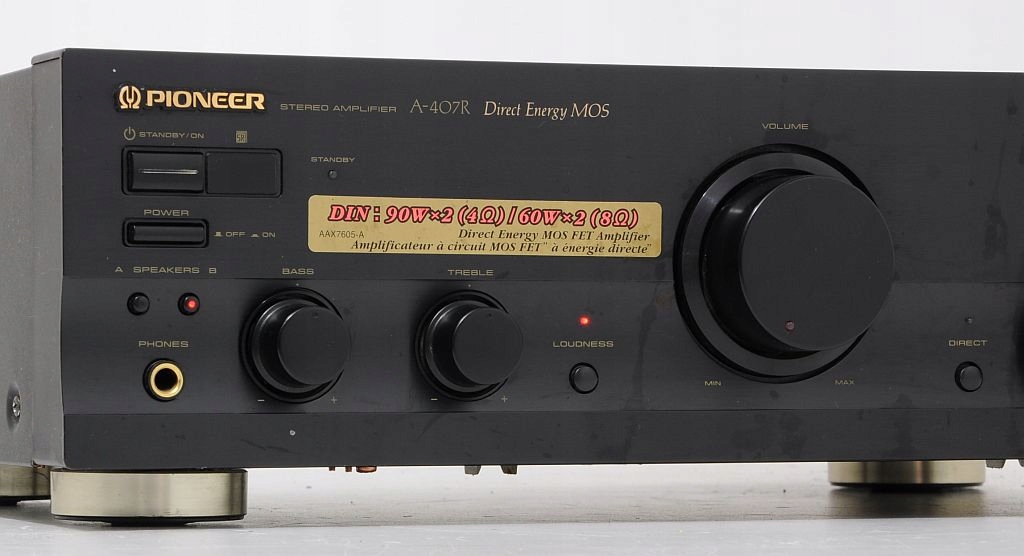 PIONEER STEREO AMPLIFIER A-407R Direct Energy MOS
STANDBY/ON SR
STANDBY
VOLUME
DIN: 90W×2 (4Ω) / 60W×2 (8Ω)
AAX7605-A Direct Energy MOS FET Amplifier
Amplificateur à circuit MOS FET" à énergie directe"
POWER
OFF ON
A SPEAKERS B
BASS
TREBLE
PHONES
LOUDNESS
DIRECT
MIN MAX
− +
− +